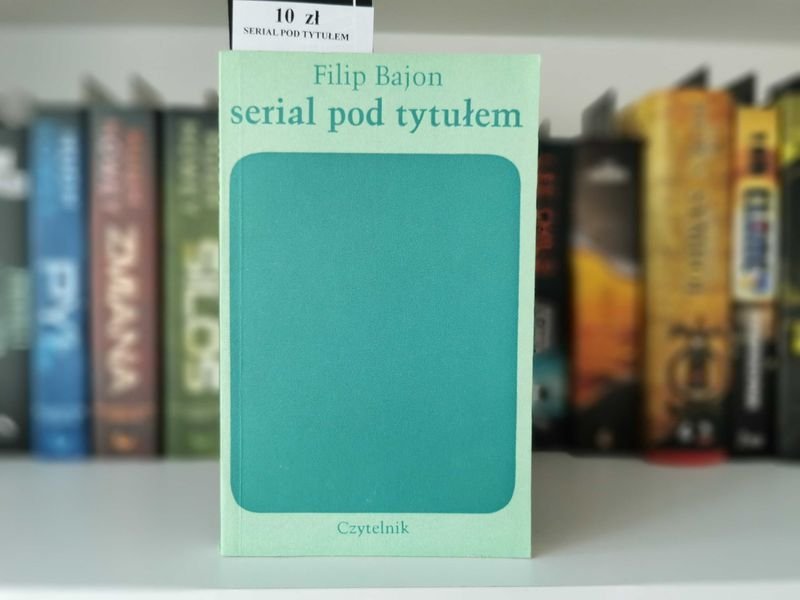 10 zł
SERIAL POD TYTUŁEM
Filip Bajon
serial pod tytułem
Czytelnik
PYŁ
ZMIANA
SILOS